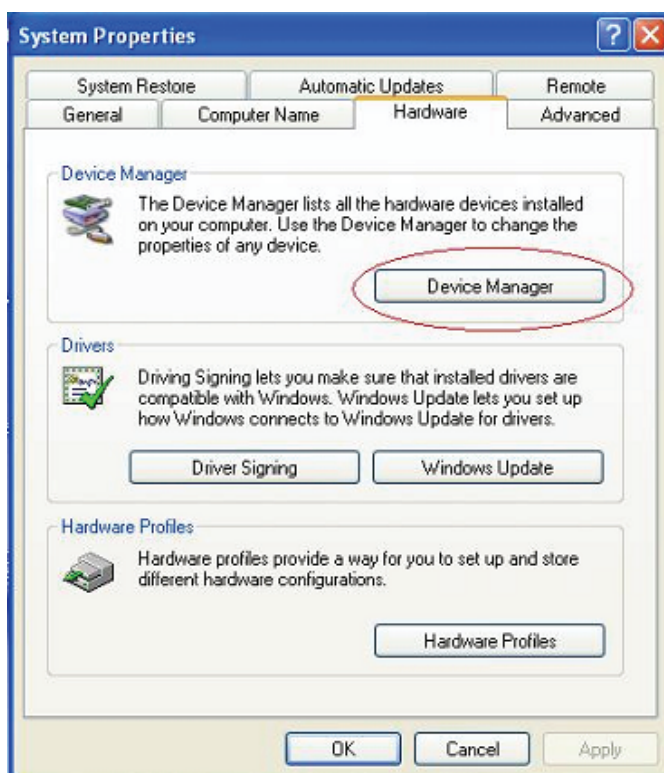 System Properties
System Restore Automatic Updates Remote
General Computer Name Hardware Advanced
Device Manager
The Device Manager lists all the hardware devices installed
on your computer. Use the Device Manager to change the
properties of any device.
Device Manager
Drivers
Driving Signing lets you make sure that installed drivers are
compatible with Windows. Windows Update lets you set up
how Windows connects to Windows Update for drivers.
Driver Signing Windows Update
Hardware Profiles
Hardware profiles provide a way for you to set up and store
different hardware configurations.
Hardware Profiles
OK Cancel Apply